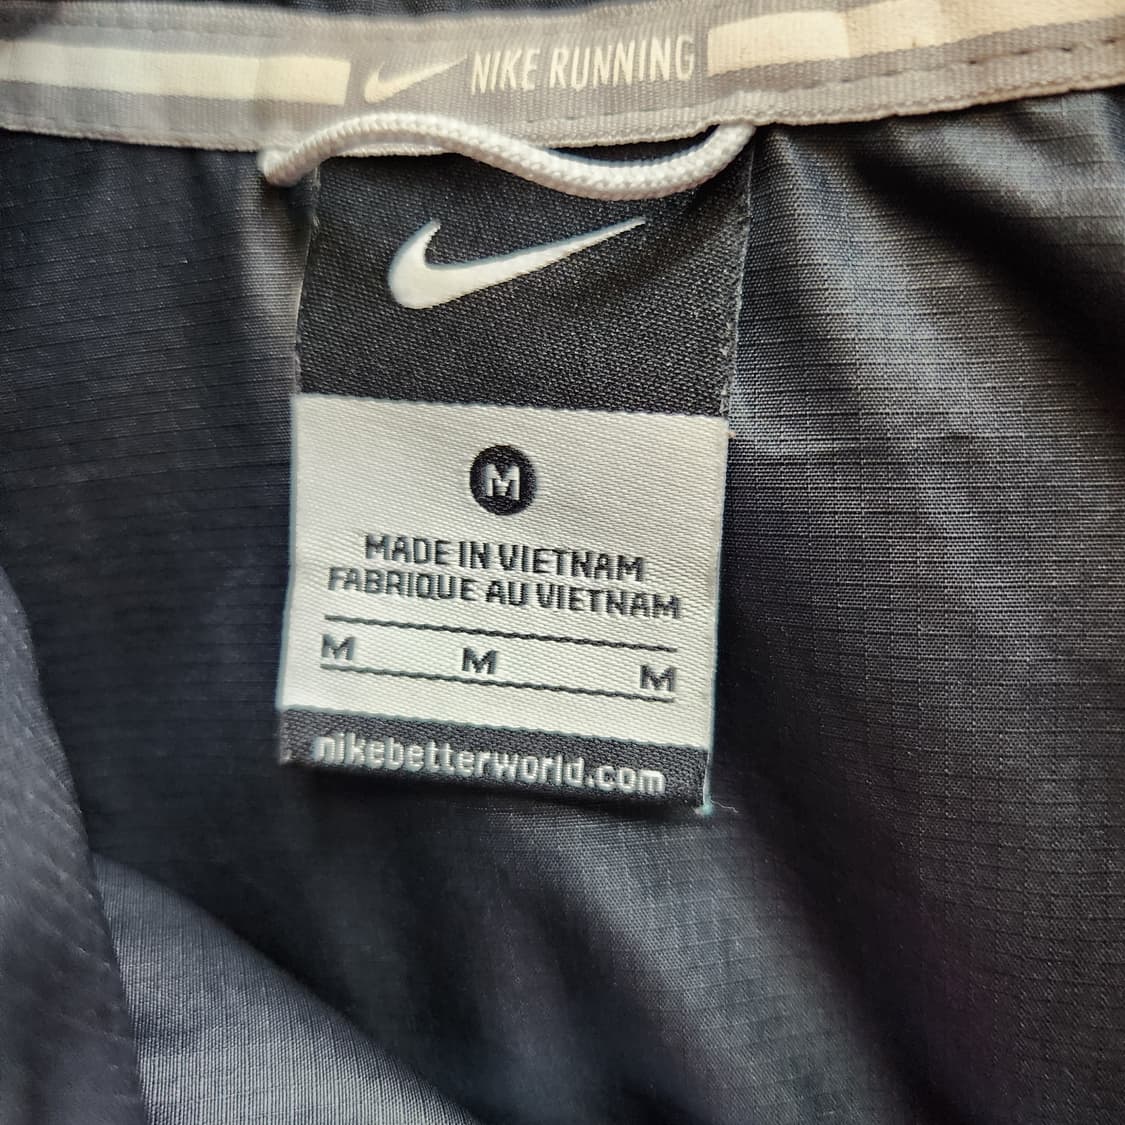 NIKE RUNNING
M
MADE IN VIETNAM
FABRIQUE AU VIETNAM
M M M
nikebetterworld.com